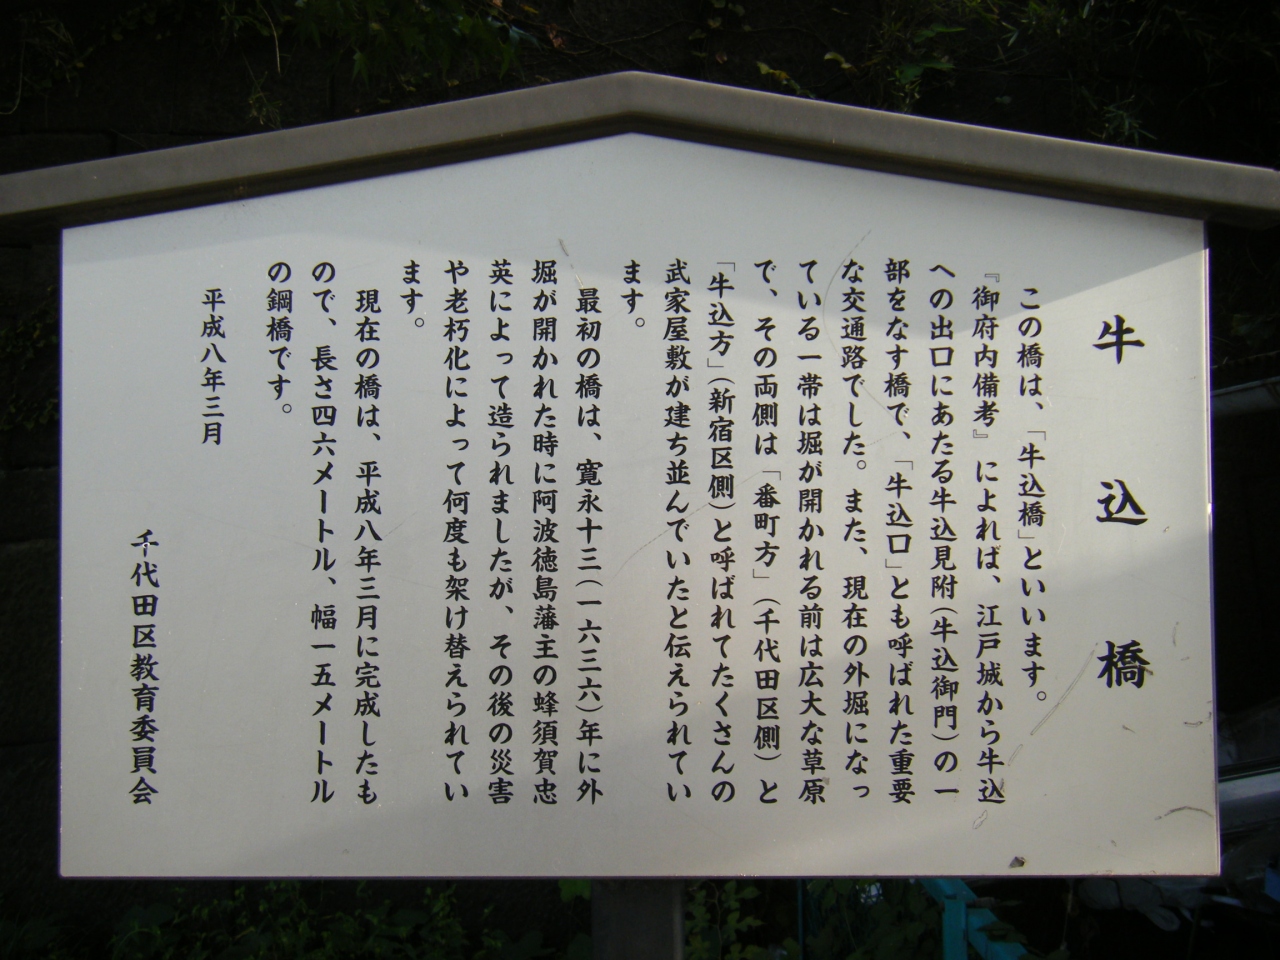 牛込橋
この橋は、「牛込橋」といいます。
『御府内備考』によれば、江戸城から牛込
への出口にあたる牛込見附(牛込御門)の一
部をなす橋で、「牛込口」とも呼ばれた重要
な交通路でした。また、現在の外堀になっ
ている一帯は堀が開かれる前は広大な草原
で、その両側は「番町方」(千代田区側)と
「牛込方」(新宿区側)と呼ばれてたくさんの
武家屋敷が建ち並んでいたと伝えられてい
ます。
最初の橋は、寛永十三(一六三六)年に外
堀が開かれた時に阿波徳島藩主の蜂須賀忠
英によって造られましたが、その後の災害
や老朽化によって何度も架け替えられてい
ます。
現在の橋は、平成八年三月に完成したも
ので、長さ四六メートル、幅一五メートル
の鋼橋です。
平成八年三月
千代田区教育委員会